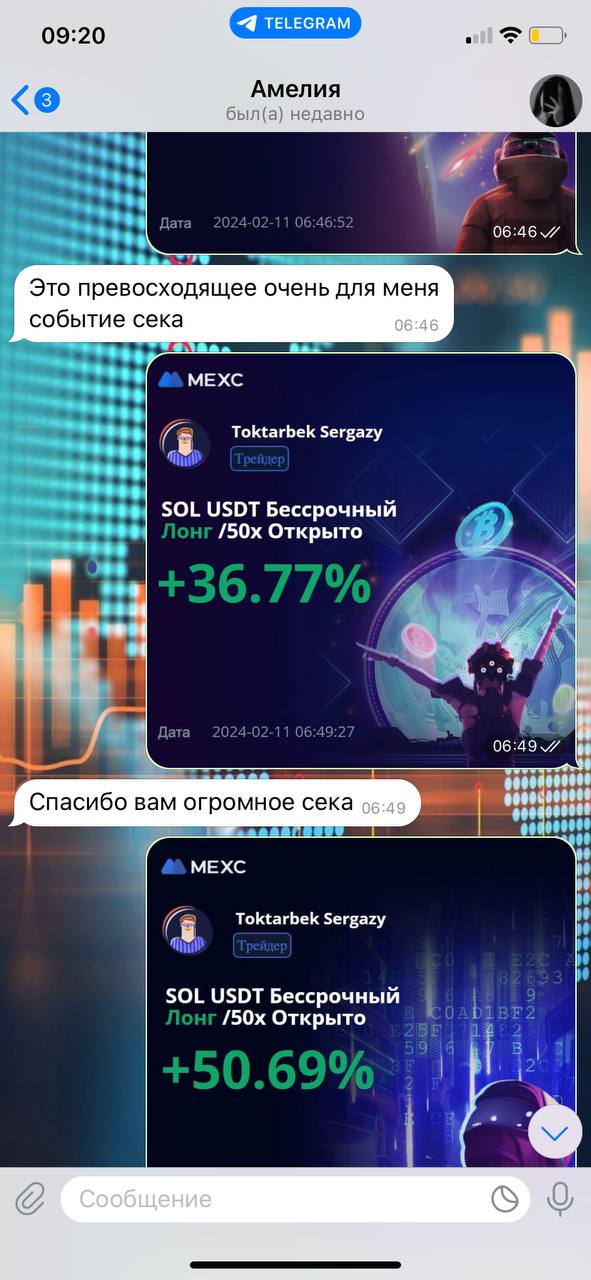 09:20
TELEGRAM
3
Амелия
был(а) недавно
Дата 2024-02-11 06:46:52
06:46
Это превосходящее очень для меня
событие сека
06:46
MEXC
Toktarbek Sergazy
Трейдер
SOL USDT Бессрочный
Лонг /50x Открыто
+36.77%
Дата 2024-02-11 06:49:27
06:49
Спасибо вам огромное сека 06:49
MEXC
Toktarbek Sergazy
Трейдер
SOL USDT Бессрочный
Лонг /50x Открыто
+50.69%
Сообщение